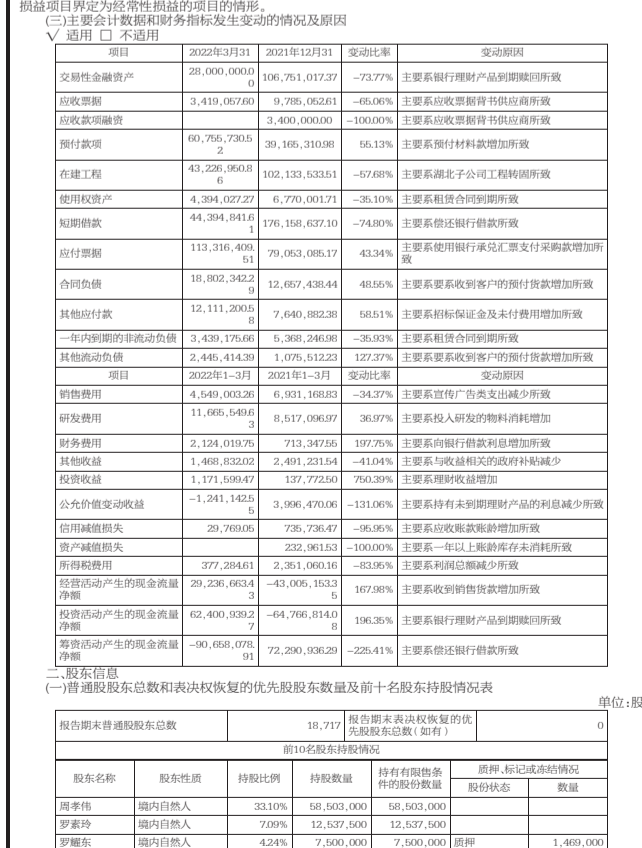 损益项目界定为经常性损益的项目的情形。
(三)主要会计数据和财务指标发生变动的情况及原因
√ 适用 □ 不适用
项目 2022年3月31 2021年12月31 变动比率 变动原因
交易性金融资产 28,000,000.00 106,751,017.37 −73.77% 主要系银行理财产品到期赎回所致
应收票据 3,419,057.60 9,785,052.61 −65.06% 主要系应收票据背书供应商所致
应收款项融资 3,400,000.00 −100.00% 主要系应收票据背书供应商所致
预付款项 60,755,730.52 39,165,310.98 55.13% 主要系预付材料款增加所致
在建工程 43,226,950.86 102,133,533.51 −57.68% 主要系湖北子公司工程转固所致
使用权资产 4,394,027.27 6,770,001.71 −35.10% 主要系租赁合同到期所致
短期借款 44,394,841.61 176,158,637.10 −74.80% 主要系偿还银行借款所致
应付票据 113,316,409.51 79,053,085.17 43.34% 主要系使用银行承兑汇票支付采购款增加所致
合同负债 18,802,342.29 12,657,438.44 48.55% 主要系要系收到客户的预付货款增加所致
其他应付款 12,111,200.58 7,640,882.38 58.51% 主要系招标保证金及未付费用增加所致
一年内到期的非流动负债 3,439,175.66 5,368,246.98 −35.93% 主要系租赁合同到期所致
其他流动负债 2,445,414.39 1,075,512.23 127.37% 主要系要系收到客户的预付货款增加所致
项目 2022年1−3月 2021年1−3月 变动比率 变动原因
销售费用 4,549,003.26 6,931,168.83 −34.37% 主要系宣传广告类支出减少所致
研发费用 11,665,549.63 8,517,096.97 36.97% 主要系投入研发的物料消耗增加
财务费用 2,124,019.75 713,347.55 197.75% 主要系向银行借款利息增加所致
其他收益 1,468,832.02 2,491,231.54 −41.04% 主要系与收益相关的政府补贴减少
投资收益 1,171,599.47 137,772.50 750.39% 主要系理财收益增加
公允价值变动收益 −1,241,142.55 3,996,470.06 −131.06% 主要系持有未到期理财产品的利息减少所致
信用减值损失 29,769.05 735,736.47 −95.95% 主要系应收账款账龄增加所致
资产减值损失 232,961.53 −100.00% 主要系一年以上账龄库存未消耗所致
所得税费用 377,284.61 2,351,060.16 −83.95% 主要系利润总额减少所致
经营活动产生的现金流量净额 29,236,663.43 −43,005,153.35 167.98% 主要系收到销售货款增加所致
投资活动产生的现金流量净额 62,400,939.27 −64,766,814.08 196.35% 主要系银行理财产品到期赎回所致
筹资活动产生的现金流量净额 −90,658,078.91 72,290,936.29 −225.41% 主要系偿还银行借款所致
二、股东信息
(一)普通股股东总数和表决权恢复的优先股股东数量及前十名股东持股情况表
单位:股
报告期末普通股股东总数 18,717 报告期末表决权恢复的优先股股东总数(如有) 0
前10名股东持股情况
股东名称 股东性质 持股比例 持股数量 持有有限售条件的股份数量 质押、标记或冻结情况
股份状态 数量
周孝伟 境内自然人 33.10% 58,503,000 58,503,000
罗素玲 境内自然人 7.09% 12,537,500 12,537,500
罗耀东 境内自然人 4.24% 7,500,000 7,500,000 质押 1,469,000